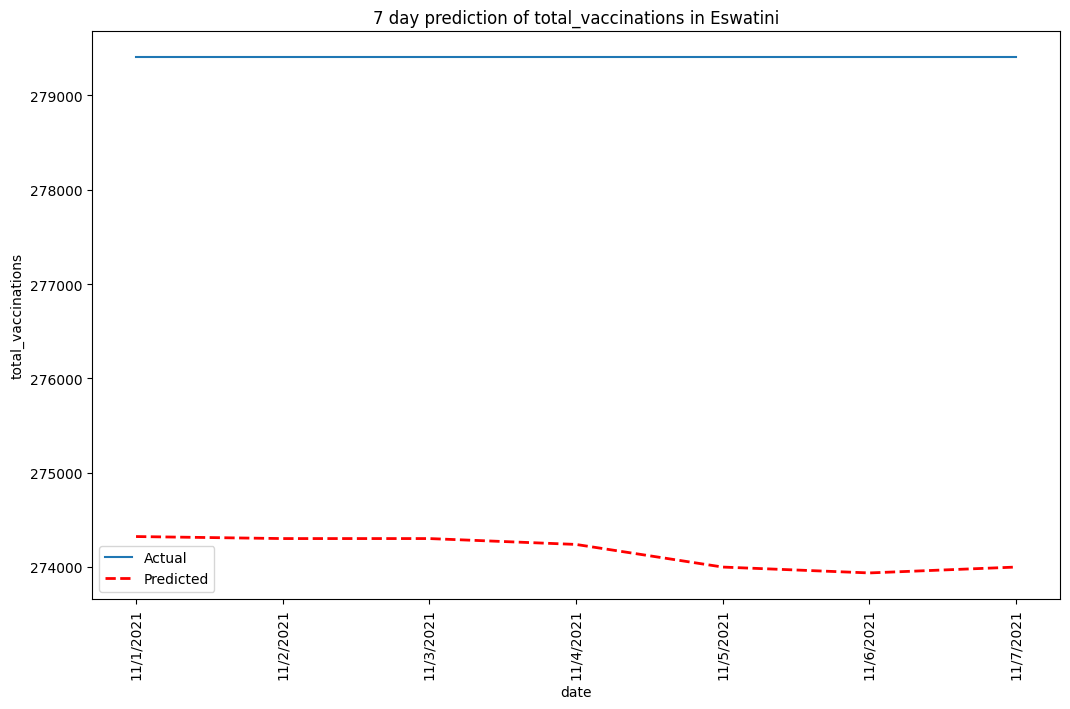 7 day prediction of total_vaccinations in Eswatini
total_vaccinations
279000
278000
277000
276000
275000
274000
Actual
Predicted
11/1/2021
11/2/2021
11/3/2021
11/4/2021
11/5/2021
11/6/2021
11/7/2021
date